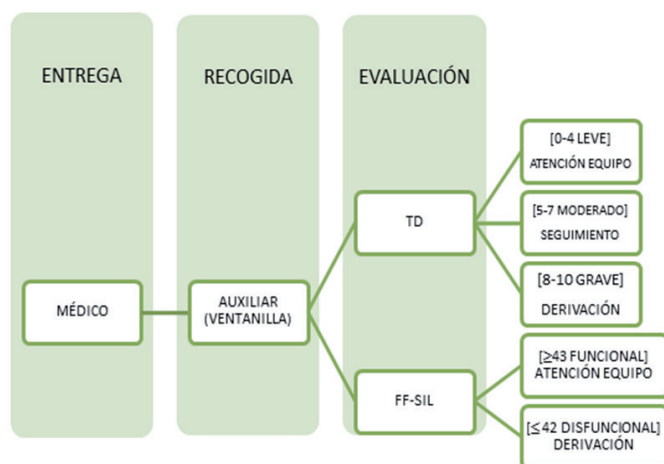 ENTREGA
RECOGIDA
EVALUACIÓN
MÉDICO
AUXILIAR
(VENTANILLA)
TD
[0-4 LEVE]
ATENCIÓN EQUIPO
[5-7 MODERADO]
SEGUIMIENTO
[8-10 GRAVE]
DERIVACIÓN
FF-SIL
[≥43 FUNCIONAL]
ATENCIÓN EQUIPO
[≤42 DISFUNCIONAL]
DERIVACIÓN